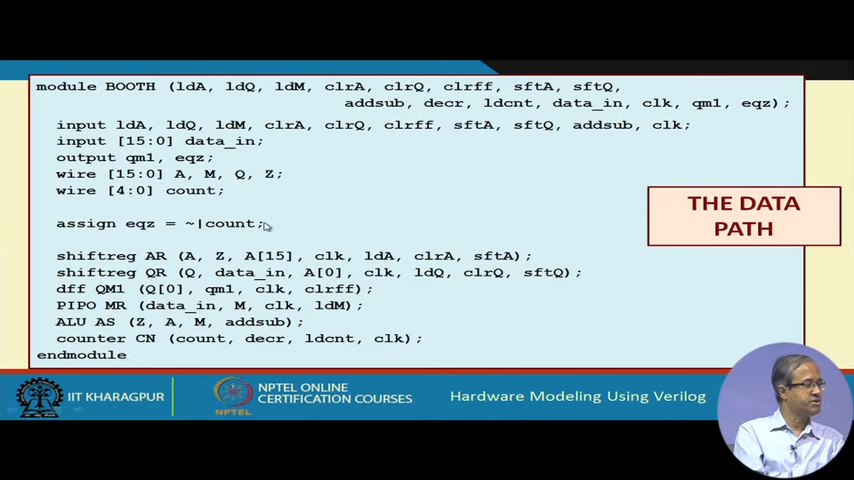 module BOOTH (ldA, ldQ, ldM, clrA, clrQ, clrff, sftA, sftQ,
addsub, decr, ldcnt, data_in, clk, qm1, eqz);
input ldA, ldQ, ldM, clrA, clrQ, clrff, sftA, sftQ, addsub, clk;
input [15:0] data_in;
output qm1, eqz;
wire [15:0] A, M, Q, Z;
wire [4:0] count;
assign eqz = ~|count;
shiftreg AR (A, Z, A[15], clk, ldA, clrA, sftA);
shiftreg QR (Q, data_in, A[0], clk, ldQ, clrQ, sftQ);
dff QM1 (Q[0], qm1, clk, clrff);
PIPO MR (data_in, M, clk, ldM);
ALU AS (Z, A, M, addsub);
counter CN (count, decr, ldcnt, clk);
endmodule
THE DATA
PATH
IIT KHARAGPUR
NPTEL
NPTEL ONLINE
CERTIFICATION COURSES
Hardware Modeling Using Verilog